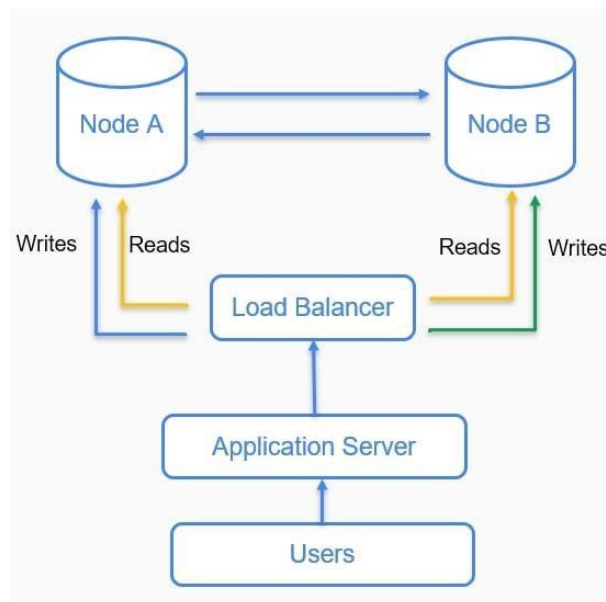 Node A
Node B
Writes
Reads
Reads
Writes
Load Balancer
Application Server
Users